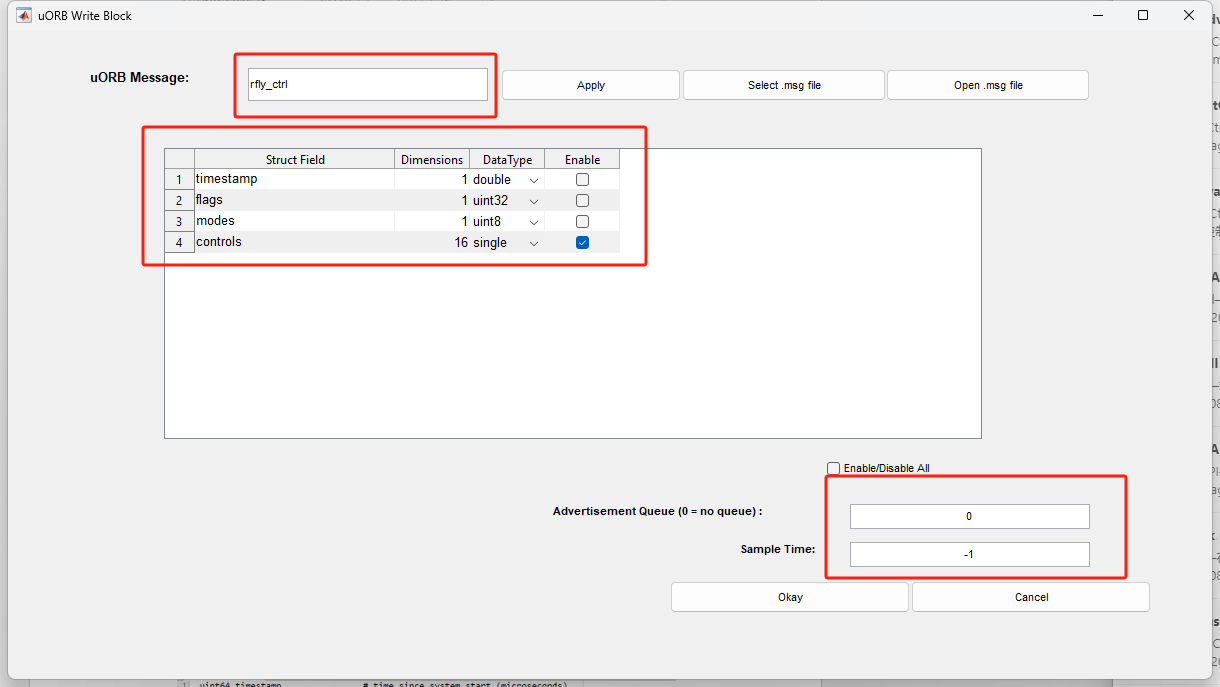 uORB Write Block
uORB Message: rfly_ctrl Apply Select .msg file Open .msg file
Struct Field Dimensions DataType Enable
1 timestamp 1 double
2 flags 1 uint32
3 modes 1 uint8
4 controls 16 single
Enable/Disable All
Advertisement Queue (0 = no queue) : 0
Sample Time: -1
Okay Cancel
uint64 timestamp # time since system start (microseconds)